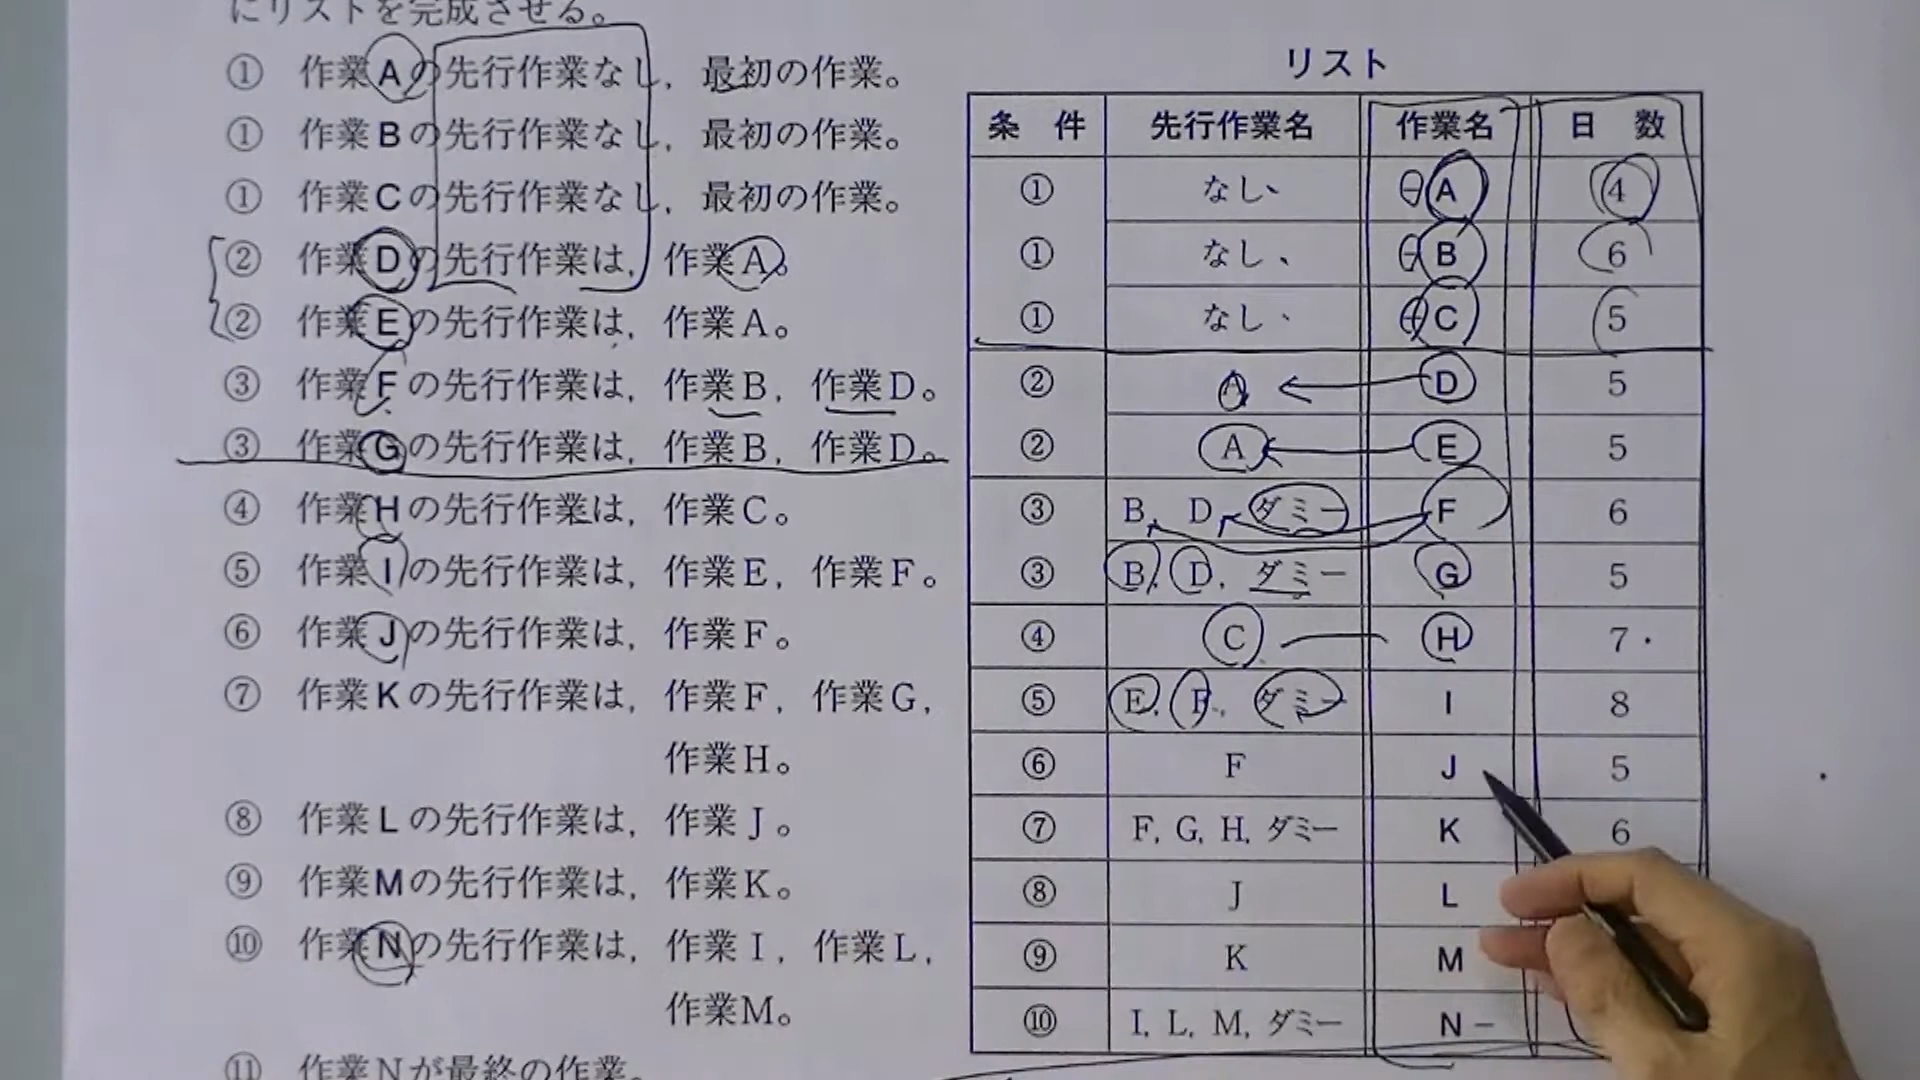 にリストを完成させる。
① 作業Aの先行作業なし，最初の作業。
① 作業Bの先行作業なし，最初の作業。
① 作業Cの先行作業なし，最初の作業。
② 作業Dの先行作業は，作業A。
② 作業Eの先行作業は，作業A。
③ 作業Fの先行作業は，作業B，作業D。
③ 作業Gの先行作業は，作業B，作業D。
④ 作業Hの先行作業は，作業C。
⑤ 作業Iの先行作業は，作業E，作業F。
⑥ 作業Jの先行作業は，作業F。
⑦ 作業Kの先行作業は，作業F，作業G，
作業H。
⑧ 作業Lの先行作業は，作業J。
⑨ 作業Mの先行作業は，作業K。
⑩ 作業Nの先行作業は，作業I，作業L，
作業M。
⑪ 作業Nが最終の作業。
リスト
条 件 先行作業名 作業名 日 数
① なし A 4
① なし B 6
① なし C 5
② A D 5
② A E 5
③ B, D, ダミー F 6
③ B, D, ダミー G 5
④ C H 7
⑤ E, F, ダミー I 8
⑥ F J 5
⑦ F, G, H, ダミー K 6
⑧ J L
⑨ K M
⑩ I, L, M, ダミー N